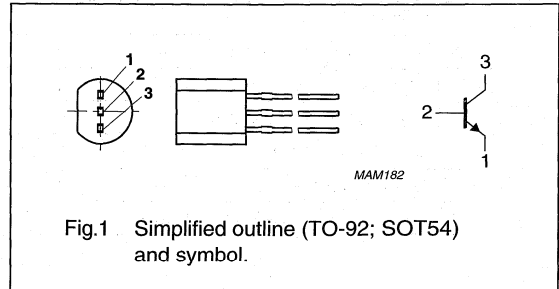 1
2
3
3
2
1
MAM182
Fig.1 Simplified outline (TO-92; SOT54)
and symbol.